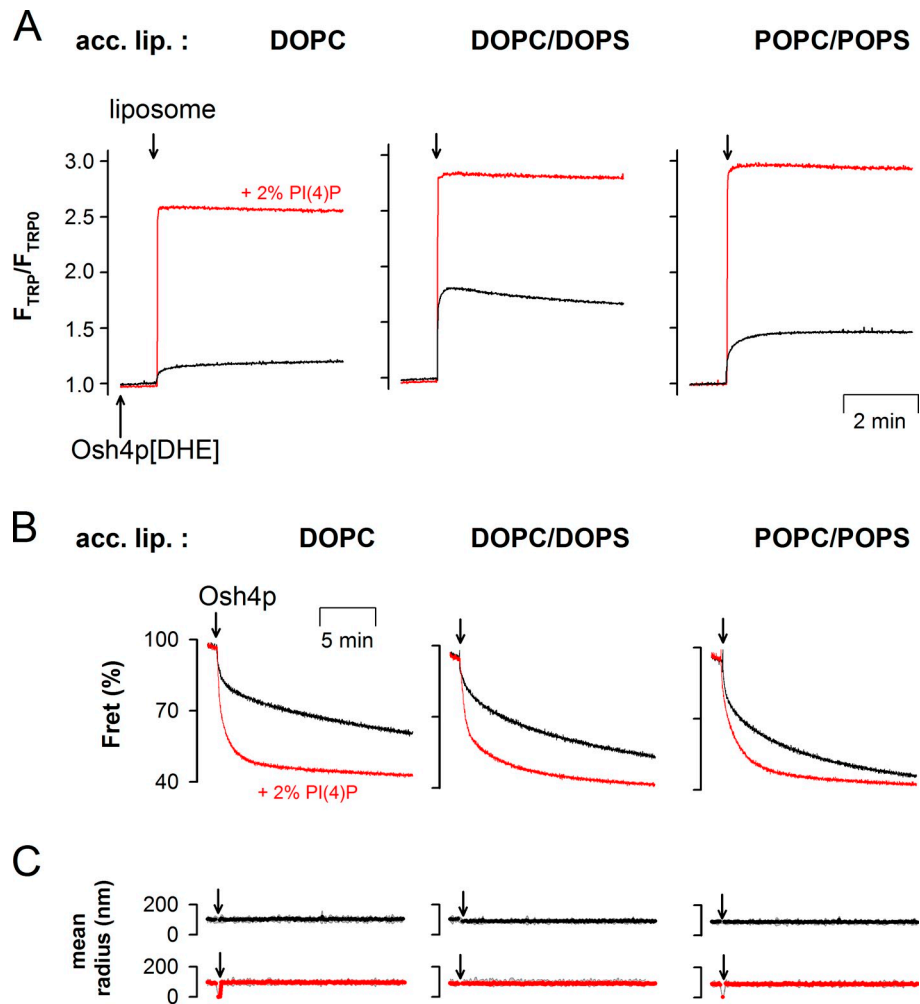 A
acc. lip. : DOPC DOPC/DOPS POPC/POPS
liposome
3.0
+ 2% PI(4)P
2.5
2.0
1.5
1.0
F_TRP/F_TRP0
2 min
Osh4p[DHE]
B
acc. lip. : DOPC DOPC/DOPS POPC/POPS
Osh4p
5 min
100
70
40
Fret (%)
+ 2% PI(4)P
C
200
0
200
0
mean
radius (nm)